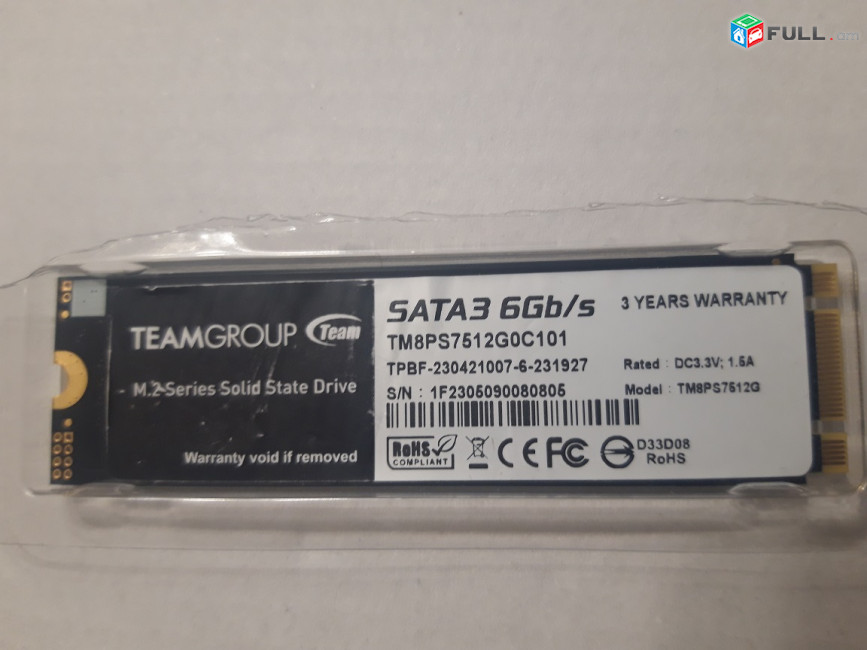 FULL.am
TEAMGROUP Team
M.2 Series Solid State Drive
Warranty void if removed
SATA3 6Gb/s 3 YEARS WARRANTY
TM8PS7512G0C101
TPBF-230421007-6-231927
Rated : DC3.3V; 1.5A
S/N : 1F2305090080805
Model : TM8PS7512G
RoHS
COMPLIANT
CE FC
D33D08
RoHS